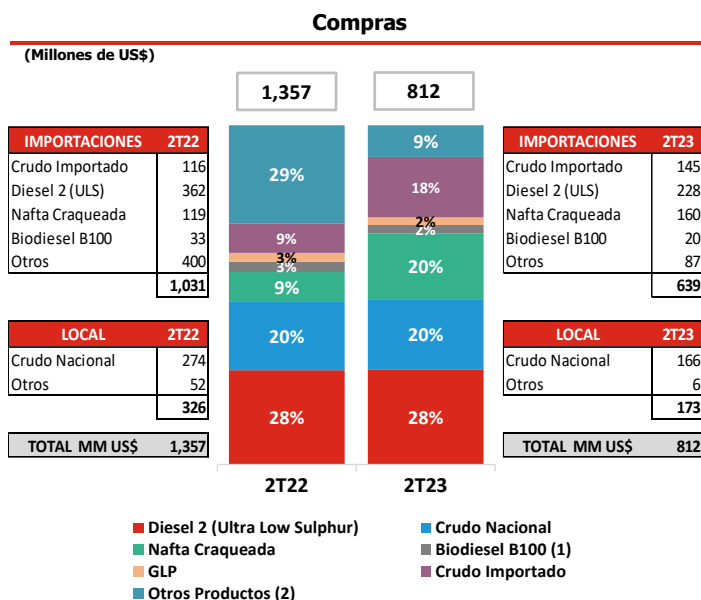 Compras
(Millones de US$)
1,357
812
IMPORTACIONES 2T22
Crudo Importado 116
Diesel 2 (ULS) 362
Nafta Craqueada 119
Biodiesel B100 33
Otros 400
1,031
LOCAL 2T22
Crudo Nacional 274
Otros 52
326
TOTAL MM US$ 1,357
29%
9%
3%
3%
9%
20%
28%
2T22
9%
18%
2%
2%
20%
20%
28%
2T23
IMPORTACIONES 2T23
Crudo Importado 145
Diesel 2 (ULS) 228
Nafta Craqueada 160
Biodiesel B100 20
Otros 87
639
LOCAL 2T23
Crudo Nacional 166
Otros 6
173
TOTAL MM US$ 812
Diesel 2 (Ultra Low Sulphur)
Crudo Nacional
Nafta Craqueada
Biodiesel B100 (1)
GLP
Crudo Importado
Otros Productos (2)